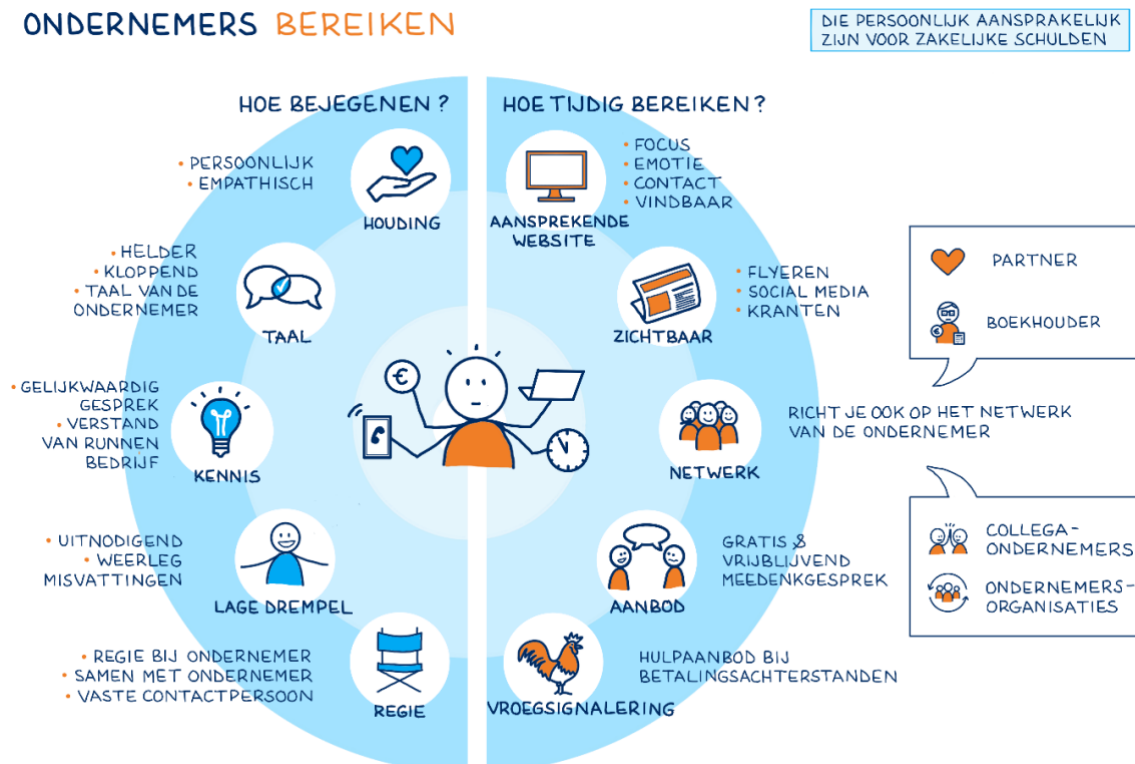 ONDERNEMERS BEREIKEN
DIE PERSOONLIJK AANSPRAKELIJK
ZIJN VOOR ZAKELIJKE SCHULDEN
HOE BEJEGENEN?
• PERSOONLIJK
• EMPATHISCH
HOUDING
• HELDER
• KLOPPEND
• TAAL VAN DE
ONDERNEMER
TAAL
• GELIJKWAARDIG
GESPREK
• VERSTAND
VAN RUNNEN
BEDRIJF
KENNIS
• UITNODIGEND
• WEERLEG
MISVATTINGEN
LAGE DREMPEL
• REGIE BIJ ONDERNEMER
• SAMEN MET ONDERNEMER
• VASTE CONTACTPERSOON
REGIE
HOE TIJDIG BEREIKEN?
• FOCUS
• EMOTIE
• CONTACT
• VINDBAAR
AANSPREKENDE
WEBSITE
• FLYEREN
• SOCIAL MEDIA
• KRANTEN
ZICHTBAAR
RICHT JE OOK OP HET NETWERK
VAN DE ONDERNEMER
NETWERK
GRATIS &
VRIJBLIJVEND
MEEDENKGESPREK
AANBOD
HULPAANBOD BIJ
BETALINGSACHTERSTANDEN
VROEGSIGNALERING
PARTNER
BOEKHOUDER
COLLEGA-
ONDERNEMERS
ONDERNEMERS-
ORGANISATIES
€
€